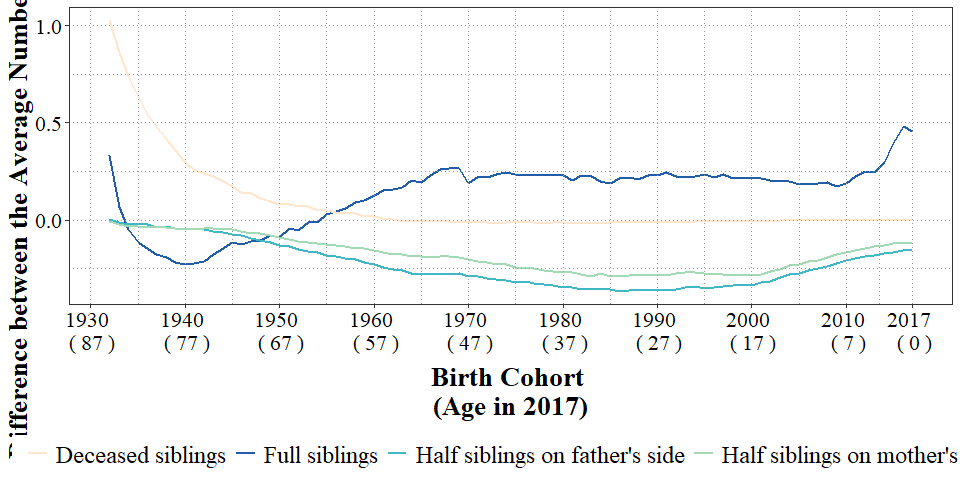 Difference between the Average Number
1.0
0.5
0.0
1930 1940 1950 1960 1970 1980 1990 2000 2010 2017
( 87 ) ( 77 ) ( 67 ) ( 57 ) ( 47 ) ( 37 ) ( 27 ) ( 17 ) ( 7 ) ( 0 )
Birth Cohort
(Age in 2017)
Deceased siblings Full siblings Half siblings on father's side Half siblings on mother's